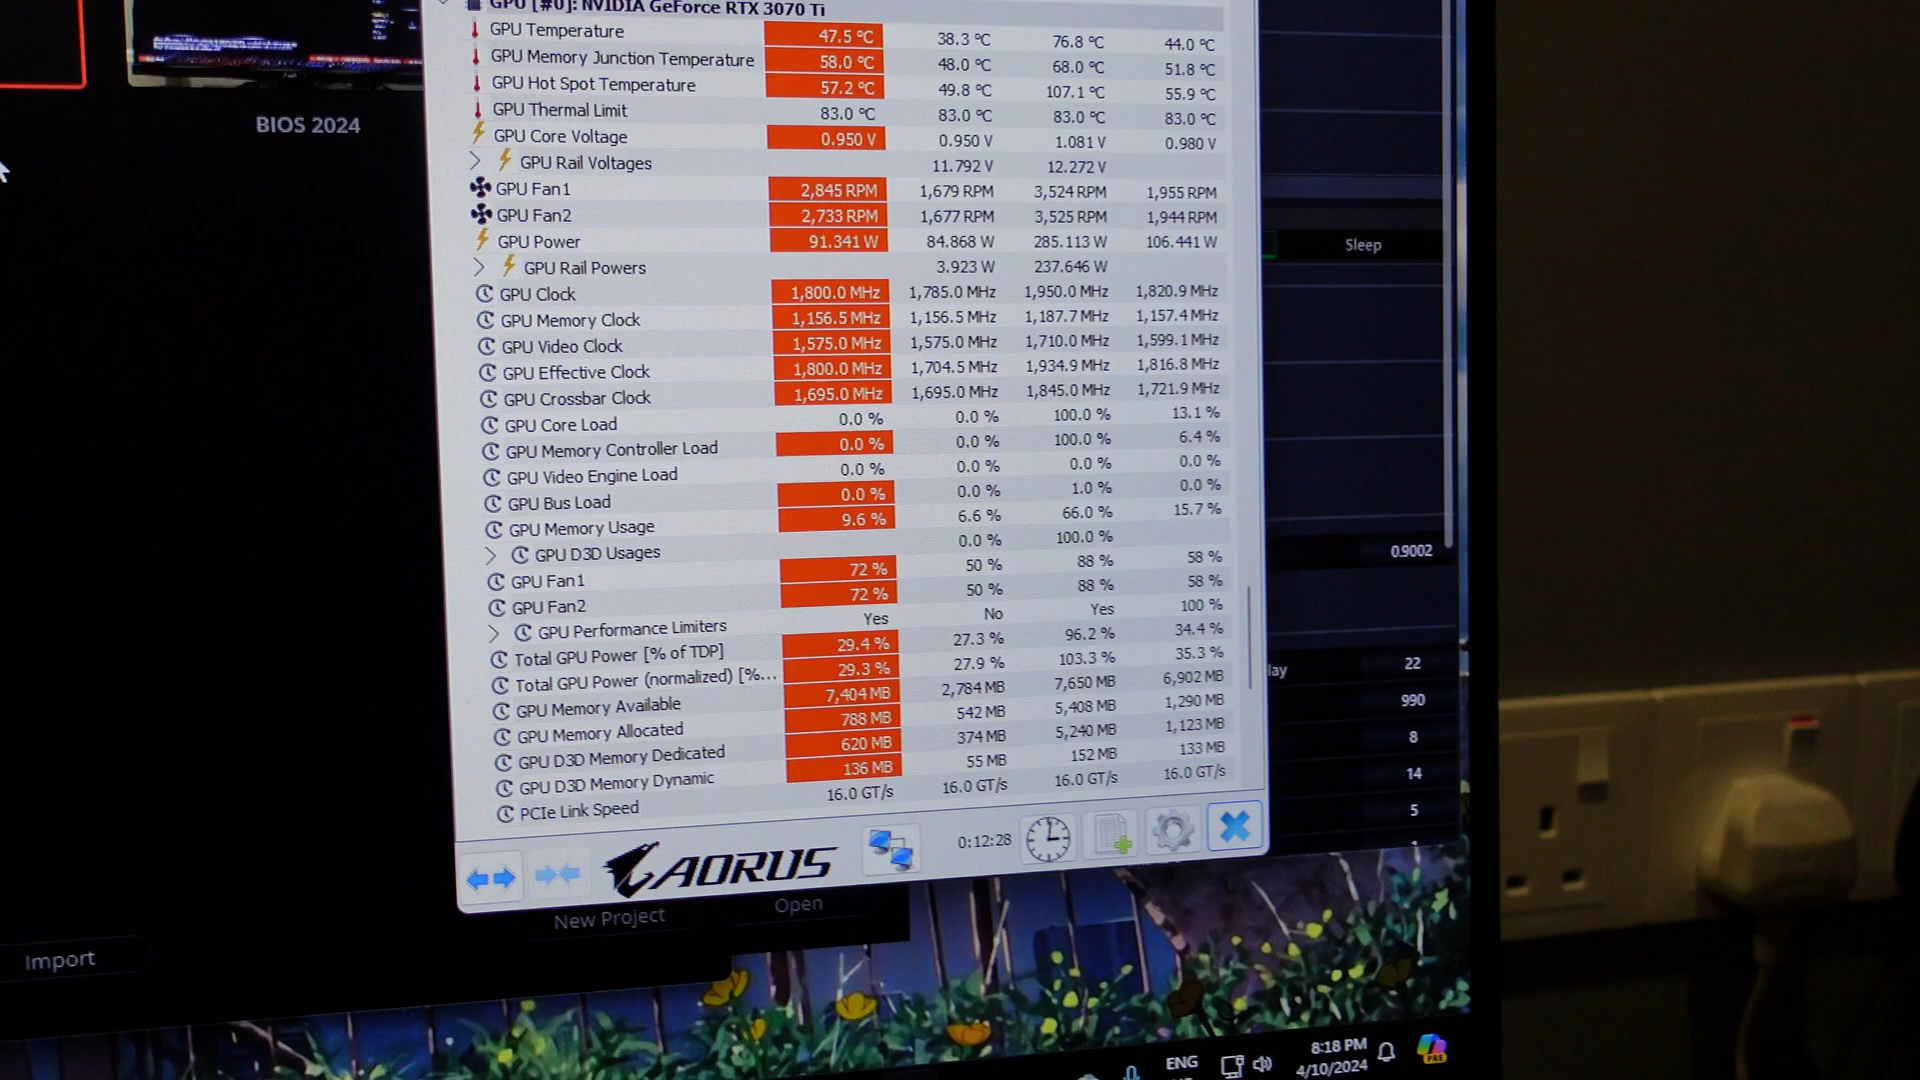 GPU [#0]: NVIDIA GeForce RTX 3070 Ti
GPU Temperature 47.5 °C 38.3 °C 76.8 °C 44.0 °C
GPU Memory Junction Temperature 58.0 °C 48.0 °C 68.0 °C 51.8 °C
GPU Hot Spot Temperature 57.2 °C 49.8 °C 107.1 °C 55.9 °C
GPU Thermal Limit 83.0 °C 83.0 °C 83.0 °C 83.0 °C
BIOS 2024
GPU Core Voltage 0.950 V 0.950 V 1.081 V 0.980 V
GPU Rail Voltages 11.792 V 12.272 V
GPU Fan1 2,845 RPM 1,679 RPM 3,524 RPM 1,955 RPM
GPU Fan2 2,733 RPM 1,677 RPM 3,525 RPM 1,944 RPM
GPU Power 91.341 W 84.868 W 285.113 W 106.441 W
Sleep
GPU Rail Powers 3.923 W 237.646 W
GPU Clock 1,800.0 MHz 1,785.0 MHz 1,950.0 MHz 1,820.9 MHz
GPU Memory Clock 1,156.5 MHz 1,156.5 MHz 1,187.7 MHz 1,157.4 MHz
GPU Video Clock 1,575.0 MHz 1,575.0 MHz 1,710.0 MHz 1,599.1 MHz
GPU Effective Clock 1,800.0 MHz 1,704.5 MHz 1,934.9 MHz 1,816.8 MHz
GPU Crossbar Clock 1,695.0 MHz 1,695.0 MHz 1,845.0 MHz 1,721.9 MHz
GPU Core Load 0.0 % 0.0 % 100.0 % 13.1 %
GPU Memory Controller Load 0.0 % 0.0 % 100.0 % 6.4 %
GPU Video Engine Load 0.0 % 0.0 % 0.0 % 0.0 %
GPU Bus Load 0.0 % 0.0 % 1.0 % 0.0 %
GPU Memory Usage 9.6 % 6.6 % 66.0 % 15.7 %
GPU D3D Usages 0.0 % 100.0 %
0.9002
GPU Fan1 72 % 50 % 88 % 58 %
GPU Fan2 72 % 50 % 88 % 58 %
GPU Performance Limiters Yes No Yes 100 %
Total GPU Power [% of TDP] 29.4 % 27.3 % 96.2 % 34.4 %
Total GPU Power (normalized) [%... 29.3 % 27.9 % 103.3 % 35.3 %
GPU Memory Available 7,404 MB 2,784 MB 7,650 MB 6,902 MB
GPU Memory Allocated 788 MB 542 MB 5,408 MB 1,290 MB
GPU D3D Memory Dedicated 620 MB 374 MB 5,240 MB 1,123 MB
GPU D3D Memory Dynamic 136 MB 55 MB 152 MB 133 MB
PCIe Link Speed 16.0 GT/s 16.0 GT/s 16.0 GT/s 16.0 GT/s
lay 22
990
8
14
5
AORUS 0:12:28
New Project Open
Import
ENG 8:18 PM
4/10/2024
PRE